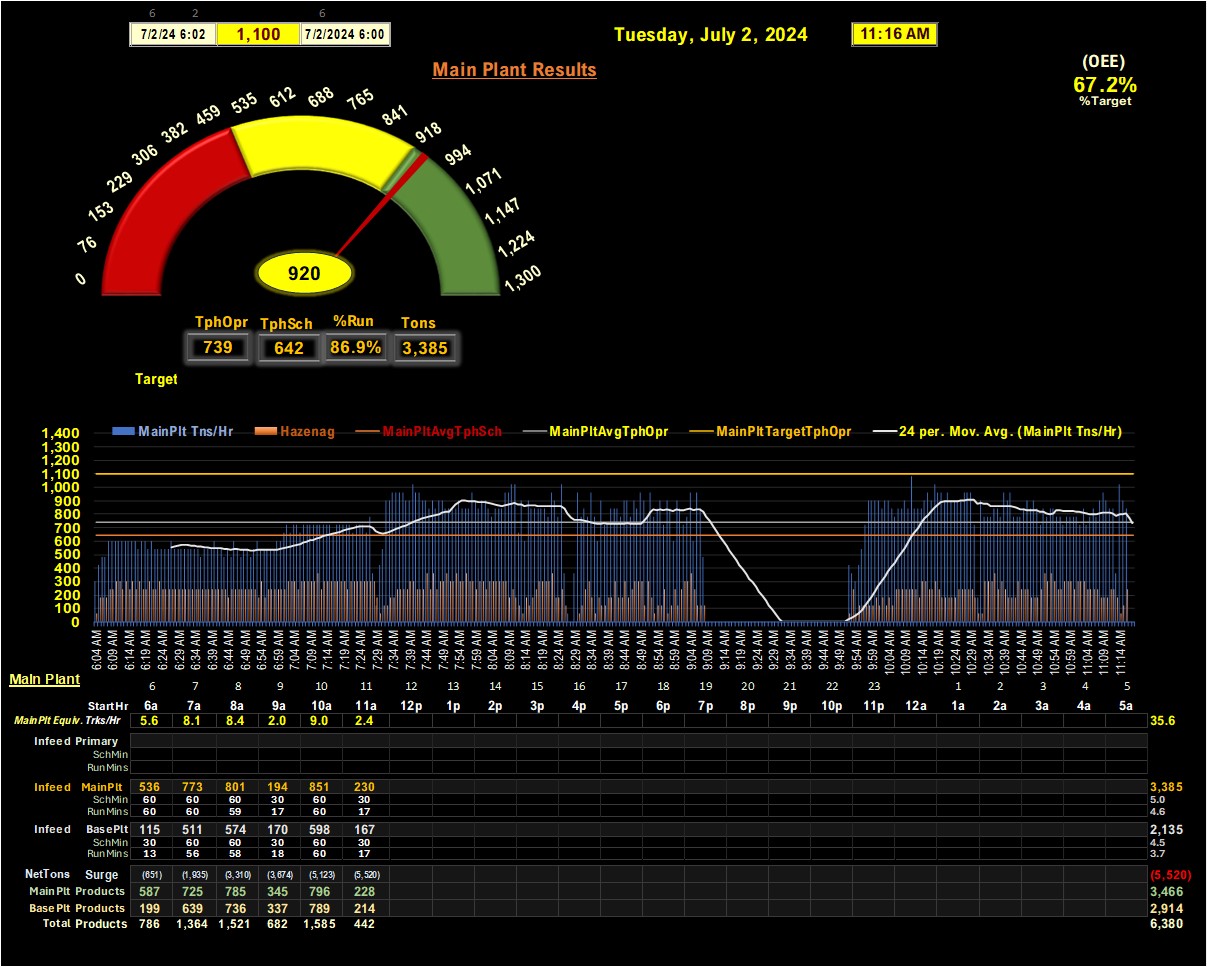 6 2 6
7/2/24 6:02 1,100 7/2/2024 6:00
Tuesday, July 2, 2024
11:16 AM
Main Plant Results
(OEE)
67.2%
%Target
0 76 153 229 306 382 459 535 612 688 765 841 918 994 1,071 1,147 1,224 1,300
920
TphOpr TphSch %Run Tons
739 642 86.9% 3,385
Target
MainPlt Tns/Hr Hazenag MainPltAvgTphSch MainPltAvgTphOpr MainPltTargetTphOpr 24 per. Mov. Avg. (MainPlt Tns/Hr)
1,400
1,300
1,200
1,100
1,000
900
800
700
600
500
400
300
200
100
0
6:04 AM 6:09 AM 6:14 AM 6:19 AM 6:24 AM 6:29 AM 6:34 AM 6:39 AM 6:44 AM 6:49 AM 6:54 AM 6:59 AM 7:04 AM 7:09 AM 7:14 AM 7:19 AM 7:24 AM 7:29 AM 7:34 AM 7:39 AM 7:44 AM 7:49 AM 7:54 AM 7:59 AM 8:04 AM 8:09 AM 8:14 AM 8:19 AM 8:24 AM 8:29 AM 8:34 AM 8:39 AM 8:44 AM 8:49 AM 8:54 AM 8:59 AM 9:04 AM 9:09 AM 9:14 AM 9:19 AM 9:24 AM 9:29 AM 9:34 AM 9:39 AM 9:44 AM 9:49 AM 9:54 AM 9:59 AM 10:04 AM 10:09 AM 10:14 AM 10:19 AM 10:24 AM 10:29 AM 10:34 AM 10:39 AM 10:44 AM 10:49 AM 10:54 AM 10:59 AM 11:04 AM 11:09 AM 11:14 AM
Main Plant
6 7 8 9 10 11 12 13 14 15 16 17 18 19 20 21 22 23 1 2 3 4 5
StartHr 6a 7a 8a 9a 10a 11a 12p 1p 2p 3p 4p 5p 6p 7p 8p 9p 10p 11p 12a 1a 2a 3a 4a 5a
MainPlt Equiv. Trks/Hr 5.6 8.1 8.4 2.0 9.0 2.4 35.6
Infeed Primary
SchMin
RunMins
Infeed MainPlt 536 773 801 194 851 230 3,385
SchMin 60 60 60 30 60 30 5.0
RunMins 60 60 59 17 60 17 4.6
Infeed BasePlt 115 511 574 170 598 167 2,135
SchMin 30 60 60 30 60 30 4.5
RunMins 13 56 58 18 60 17 3.7
NetTons Surge (651) (1,935) (3,310) (3,674) (5,123) (5,520) (5,520)
MainPlt Products 587 725 785 345 796 228 3,466
BasePlt Products 199 639 736 337 789 214 2,914
Total Products 786 1,364 1,521 682 1,585 442 6,380